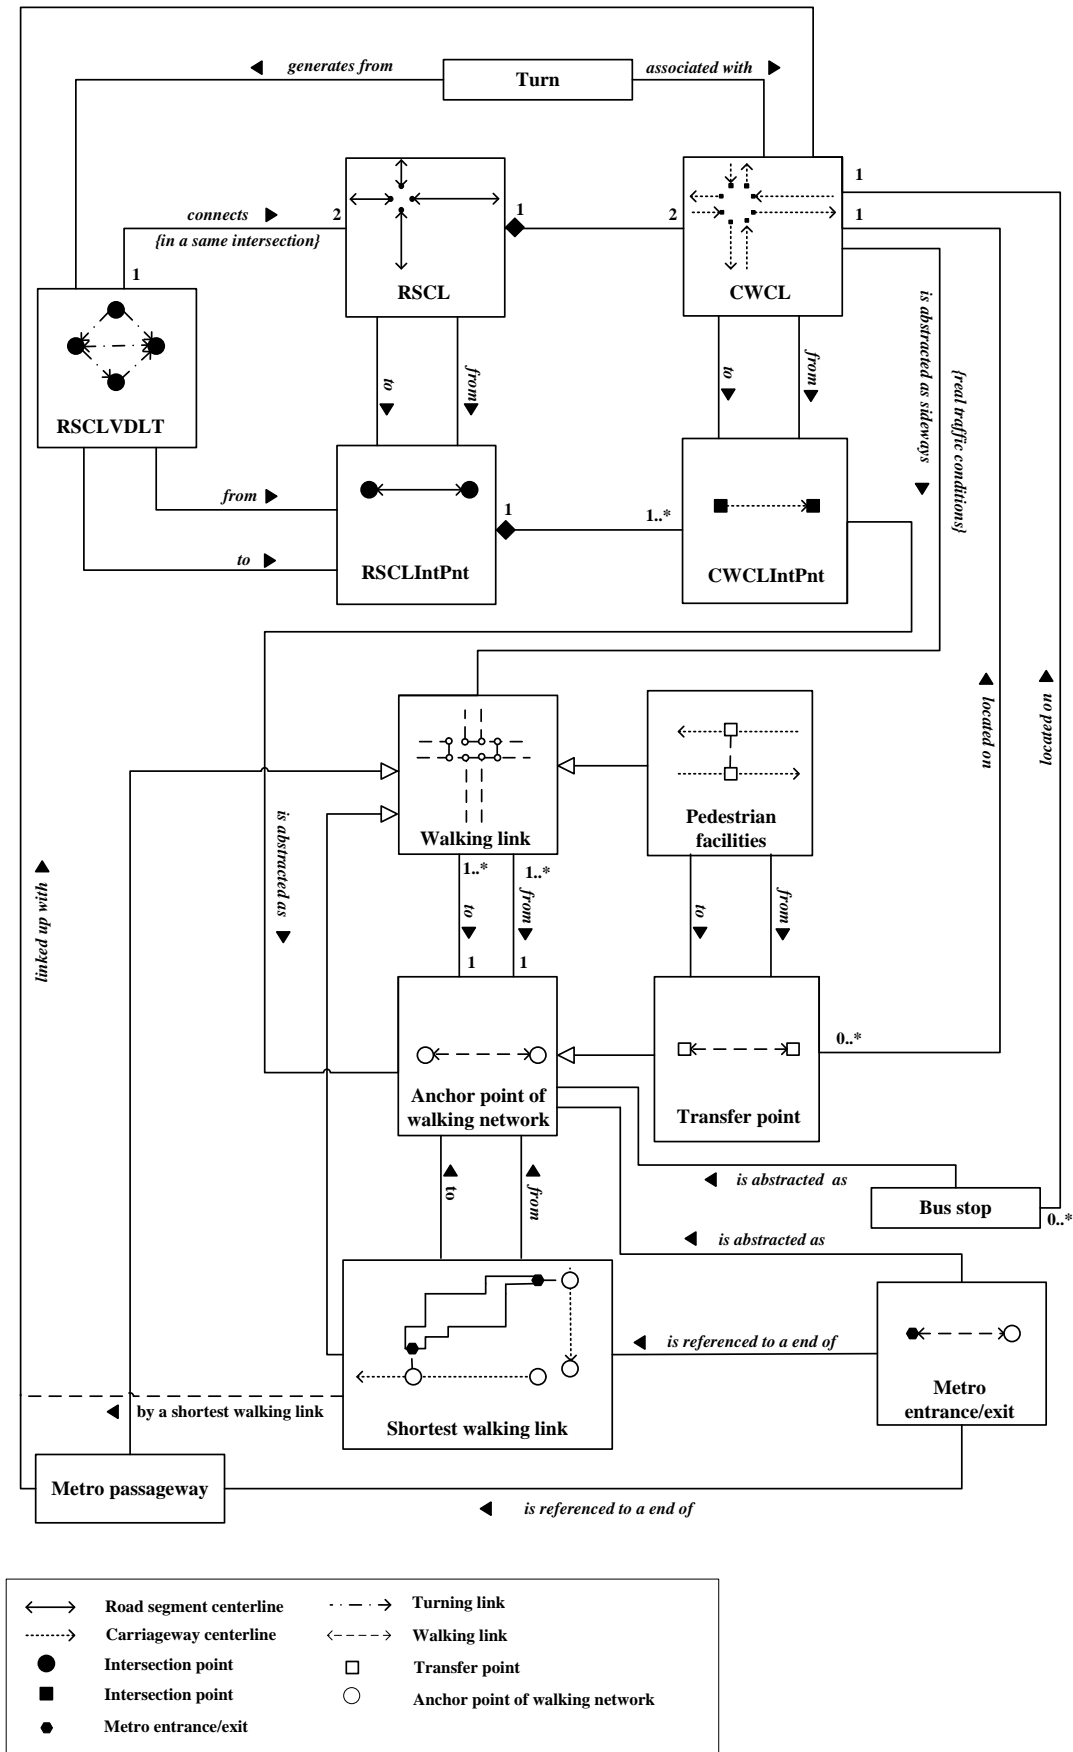 generates from
Turn
associated with
1
connects
2
1
2
1
{in a same intersection}
1
RSCL
CWCL
is abstracted as sideways
{real traffic conditions}
to
from
to
from
RSCLVDLT
from
1
1..*
to
RSCLIntPnt
CWCLIntPnt
located on
located on
is abstracted as
Walking link
Pedestrian
facilities
1..*
1..*
to
from
to
from
linked up with
1
1
0..*
Anchor point of
walking network
Transfer point
to
from
is abstracted as
Bus stop
0..*
is abstracted as
is referenced to a end of
Metro
entrance/exit
by a shortest walking link
Shortest walking link
Metro passageway
is referenced to a end of
Road segment centerline
Turning link
Carriageway centerline
Walking link
Intersection point
Transfer point
Intersection point
Anchor point of walking network
Metro entrance/exit